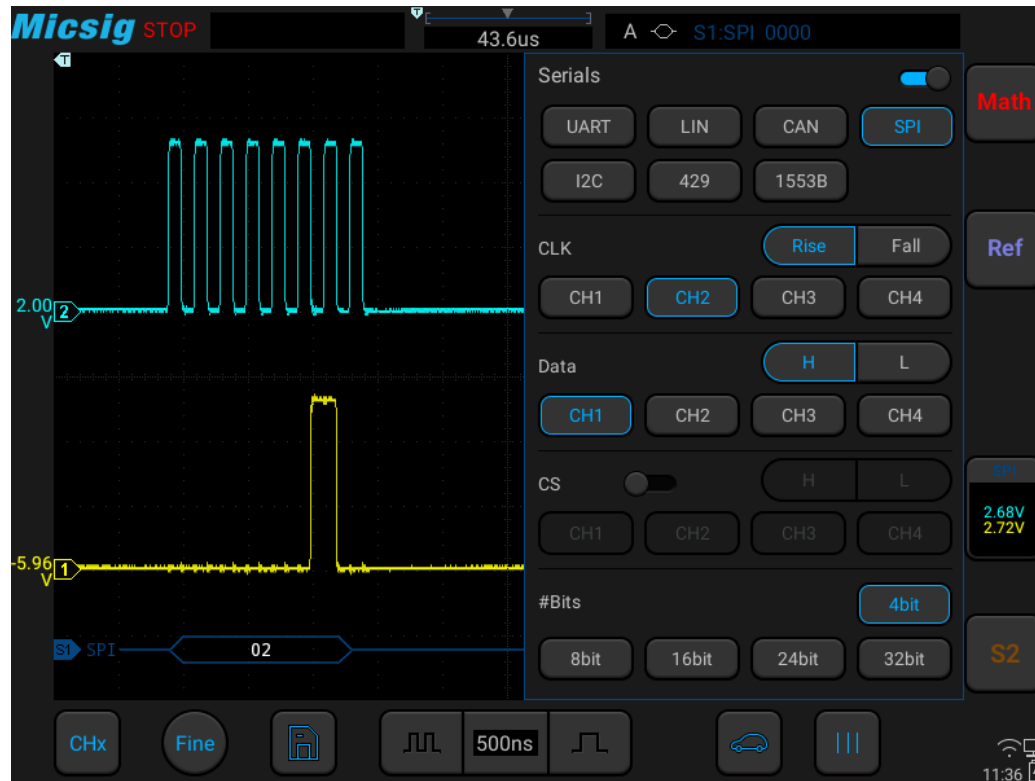 Micsig STOP
T
43.6us
A S1:SPI 0000
T
Serials
Math
UART LIN CAN SPI
I2C 429 1553B
CLK Rise Fall
Ref
CH1 CH2 CH3 CH4
2.00 V 2
Data H L
CH1 CH2 CH3 CH4
CS H L
SPI
2.68V
2.72V
CH1 CH2 CH3 CH4
-5.96 V 1
#Bits 4bit
S1 SPI 02
8bit 16bit 24bit 32bit
S2
CHx Fine 500ns
11:36